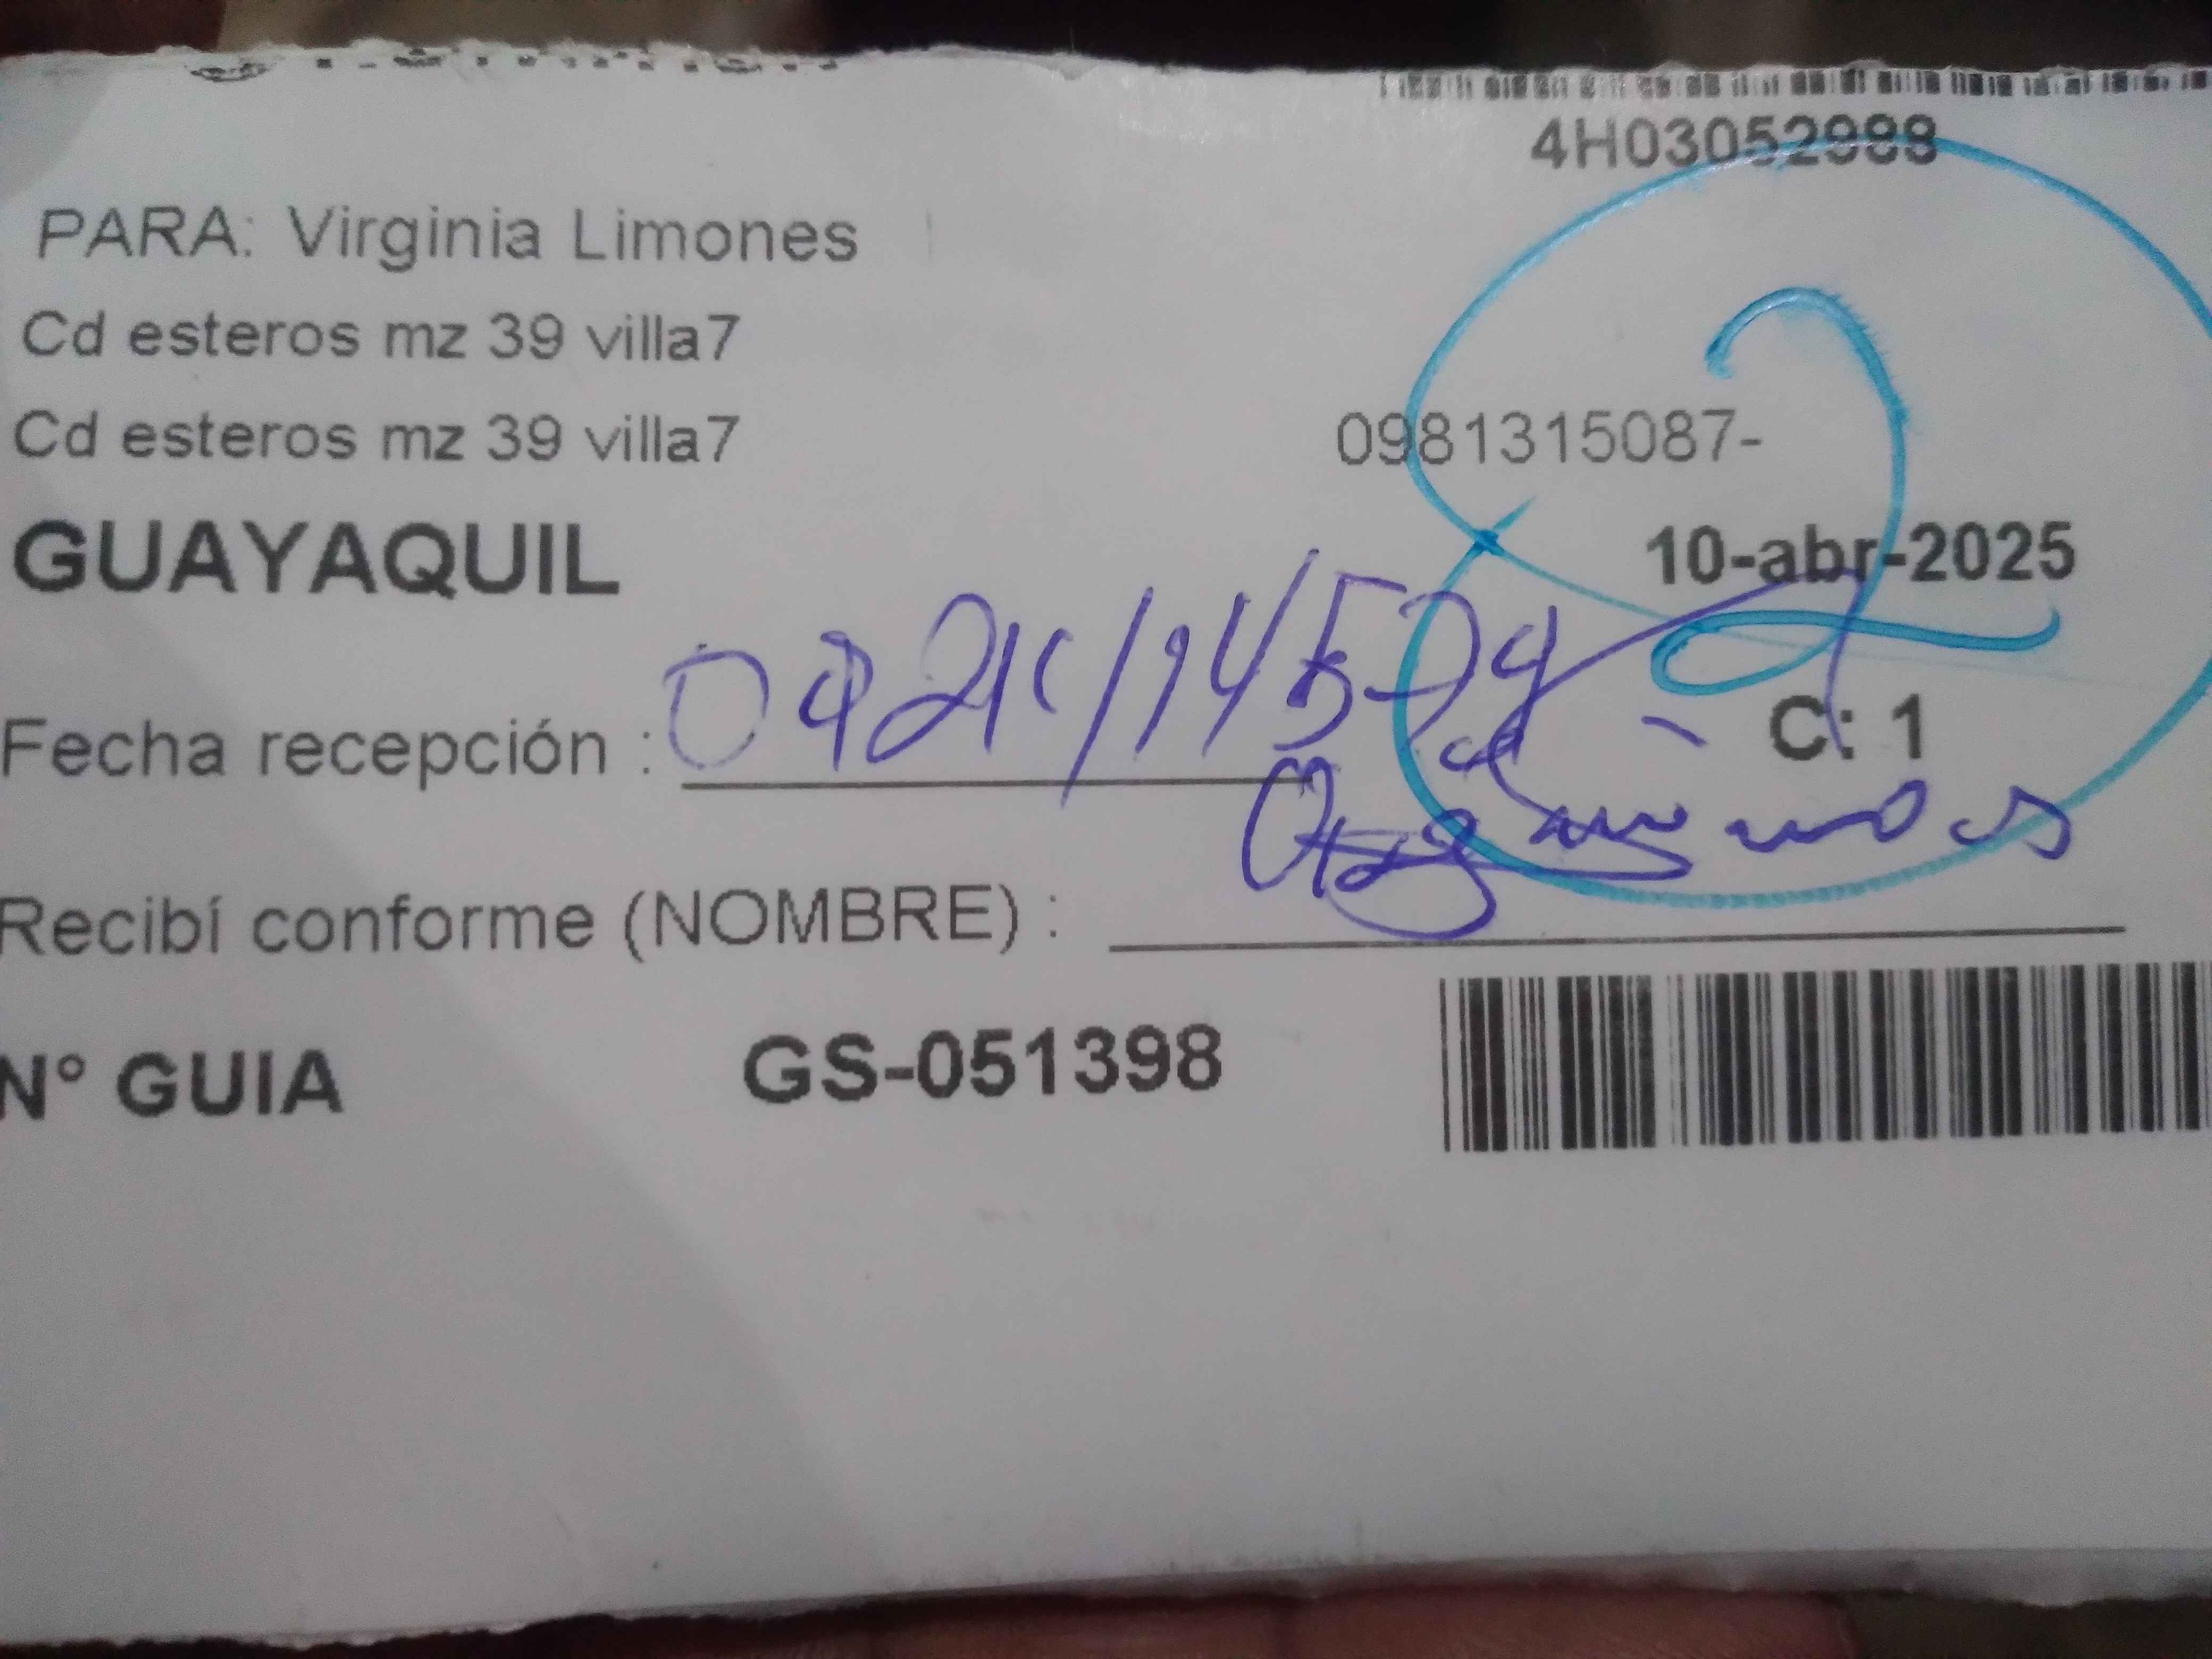 4H03052988
PARA: Virginia Limones
Cd esteros mz 39 villa7
Cd esteros mz 39 villa7
0981315087-
GUAYAQUIL
10-abr-2025
2
C: 1
Fecha recepción :
Recibí conforme (NOMBRE) :
N° GUIA GS-051398